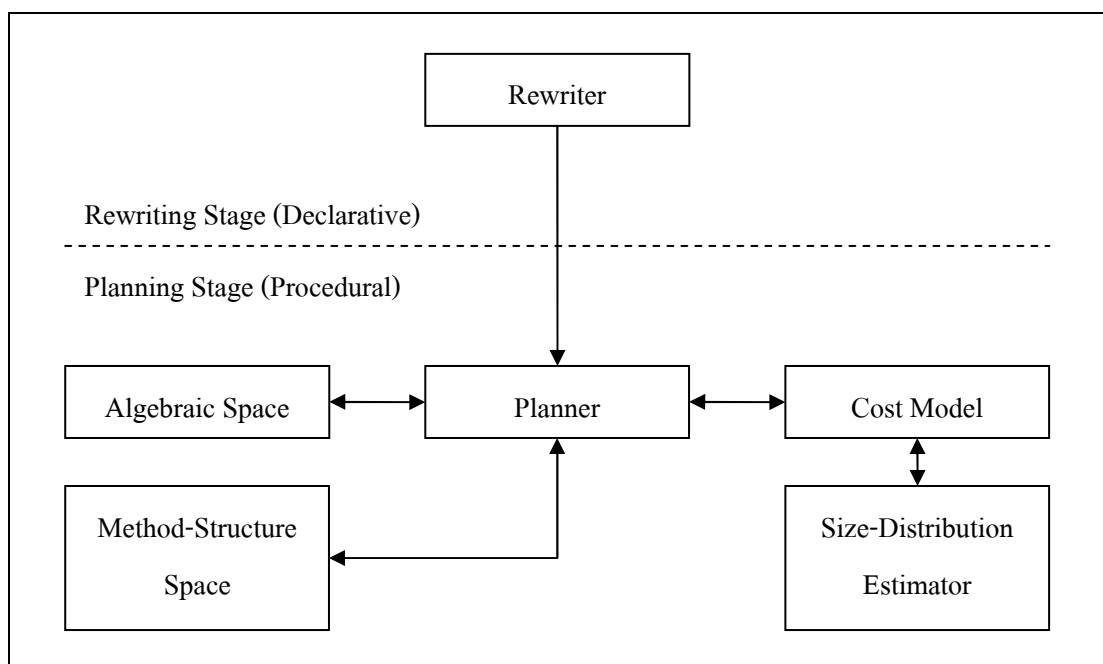 Rewriter
Rewriting Stage (Declarative)
Planning Stage (Procedural)
Algebraic Space
Planner
Cost Model
Method-Structure
Space
Size-Distribution
Estimator